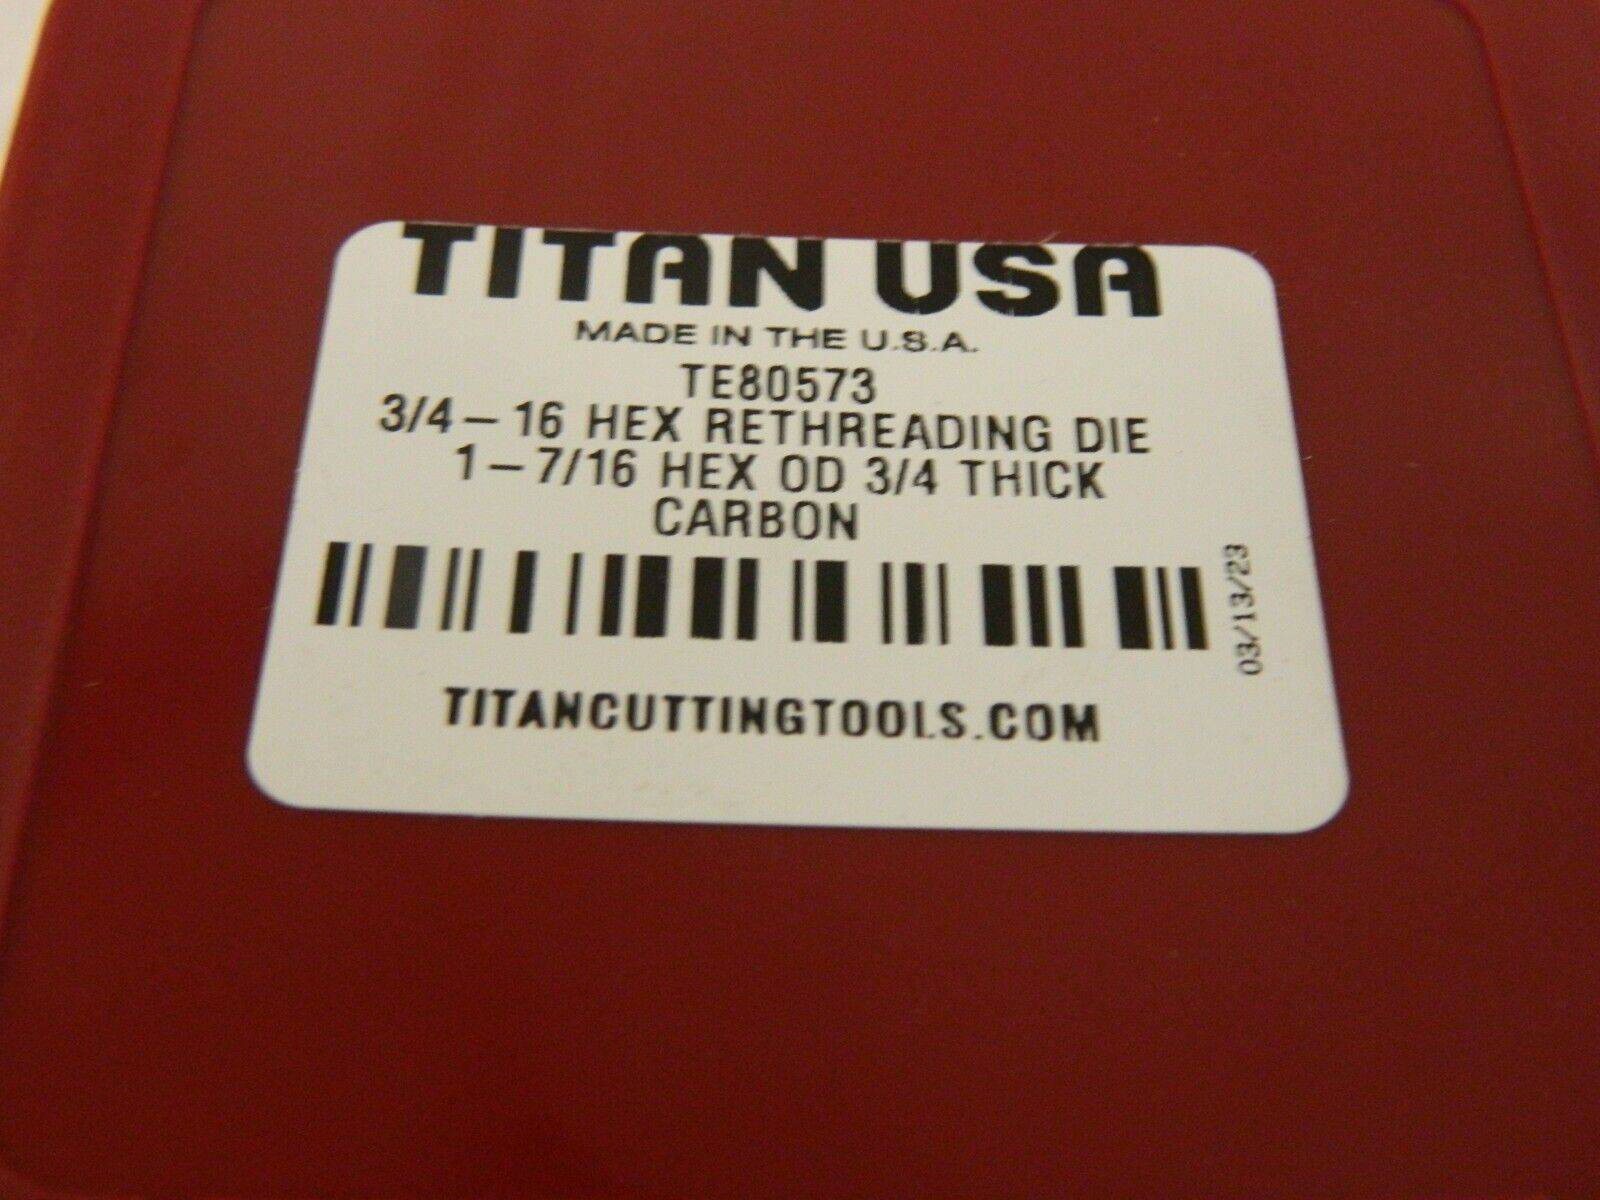 TITAN USA
MADE IN THE U.S.A.
TE80573
3/4-16 HEX RETHREADING DIE
1-7/16 HEX OD 3/4 THICK
CARBON
03/13/23
TITANCUTTINGTOOLS.COM